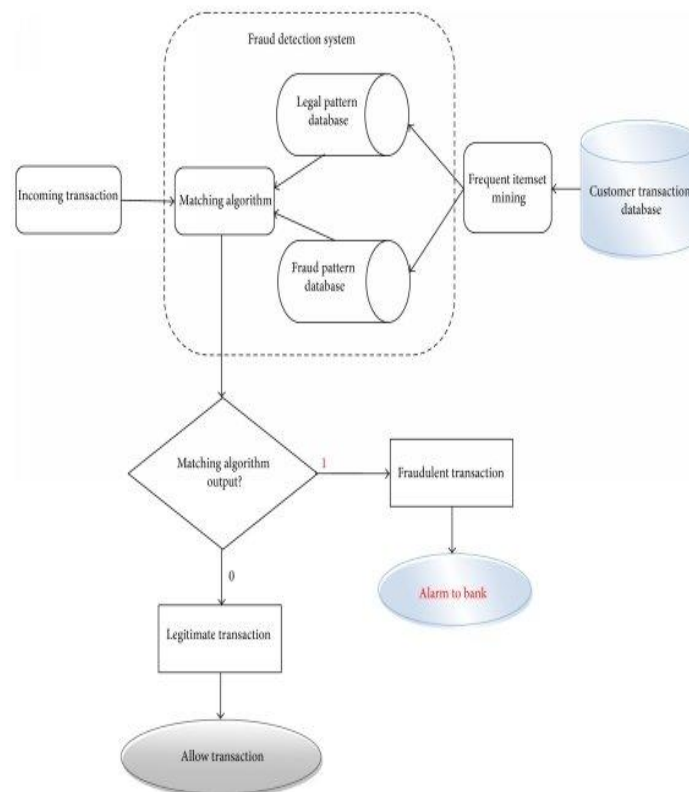 Fraud detection system
Legal pattern
database
Incoming transaction
Matching algorithm
Frequent itemset
mining
Customer transaction
database
Fraud pattern
database
Matching algorithm
output?
1
Fraudulent transaction
0
Alarm to bank
Legitimate transaction
Allow transaction